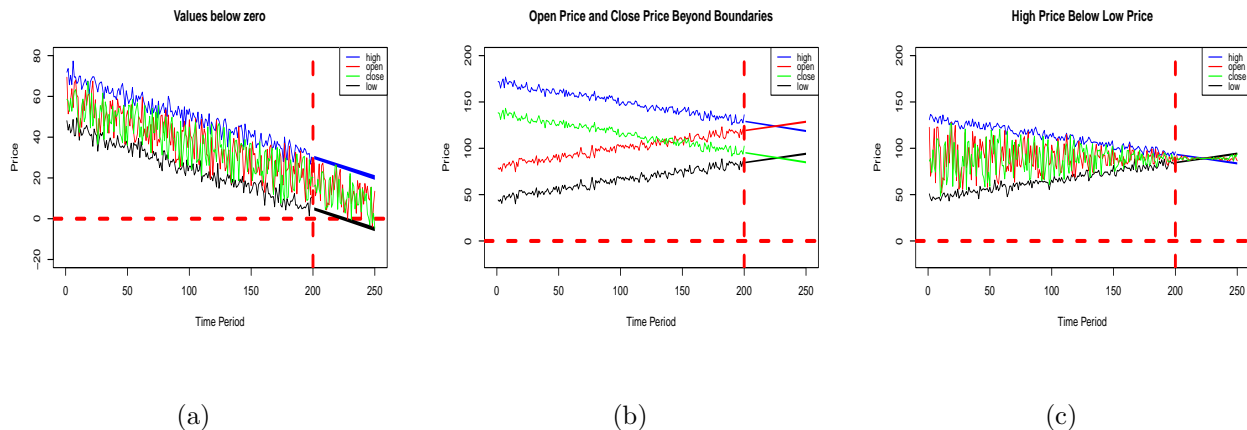 Values below zero
Price
80
60
40
20
0
−20
high
open
close
low
0 50 100 150 200 250
Time Period
(a)
Open Price and Close Price Beyond Boundaries
Price
200
150
100
50
0
high
open
close
low
0 50 100 150 200 250
Time Period
(b)
High Price Below Low Price
Price
200
150
100
50
0
high
open
close
low
0 50 100 150 200 250
Time Period
(c)